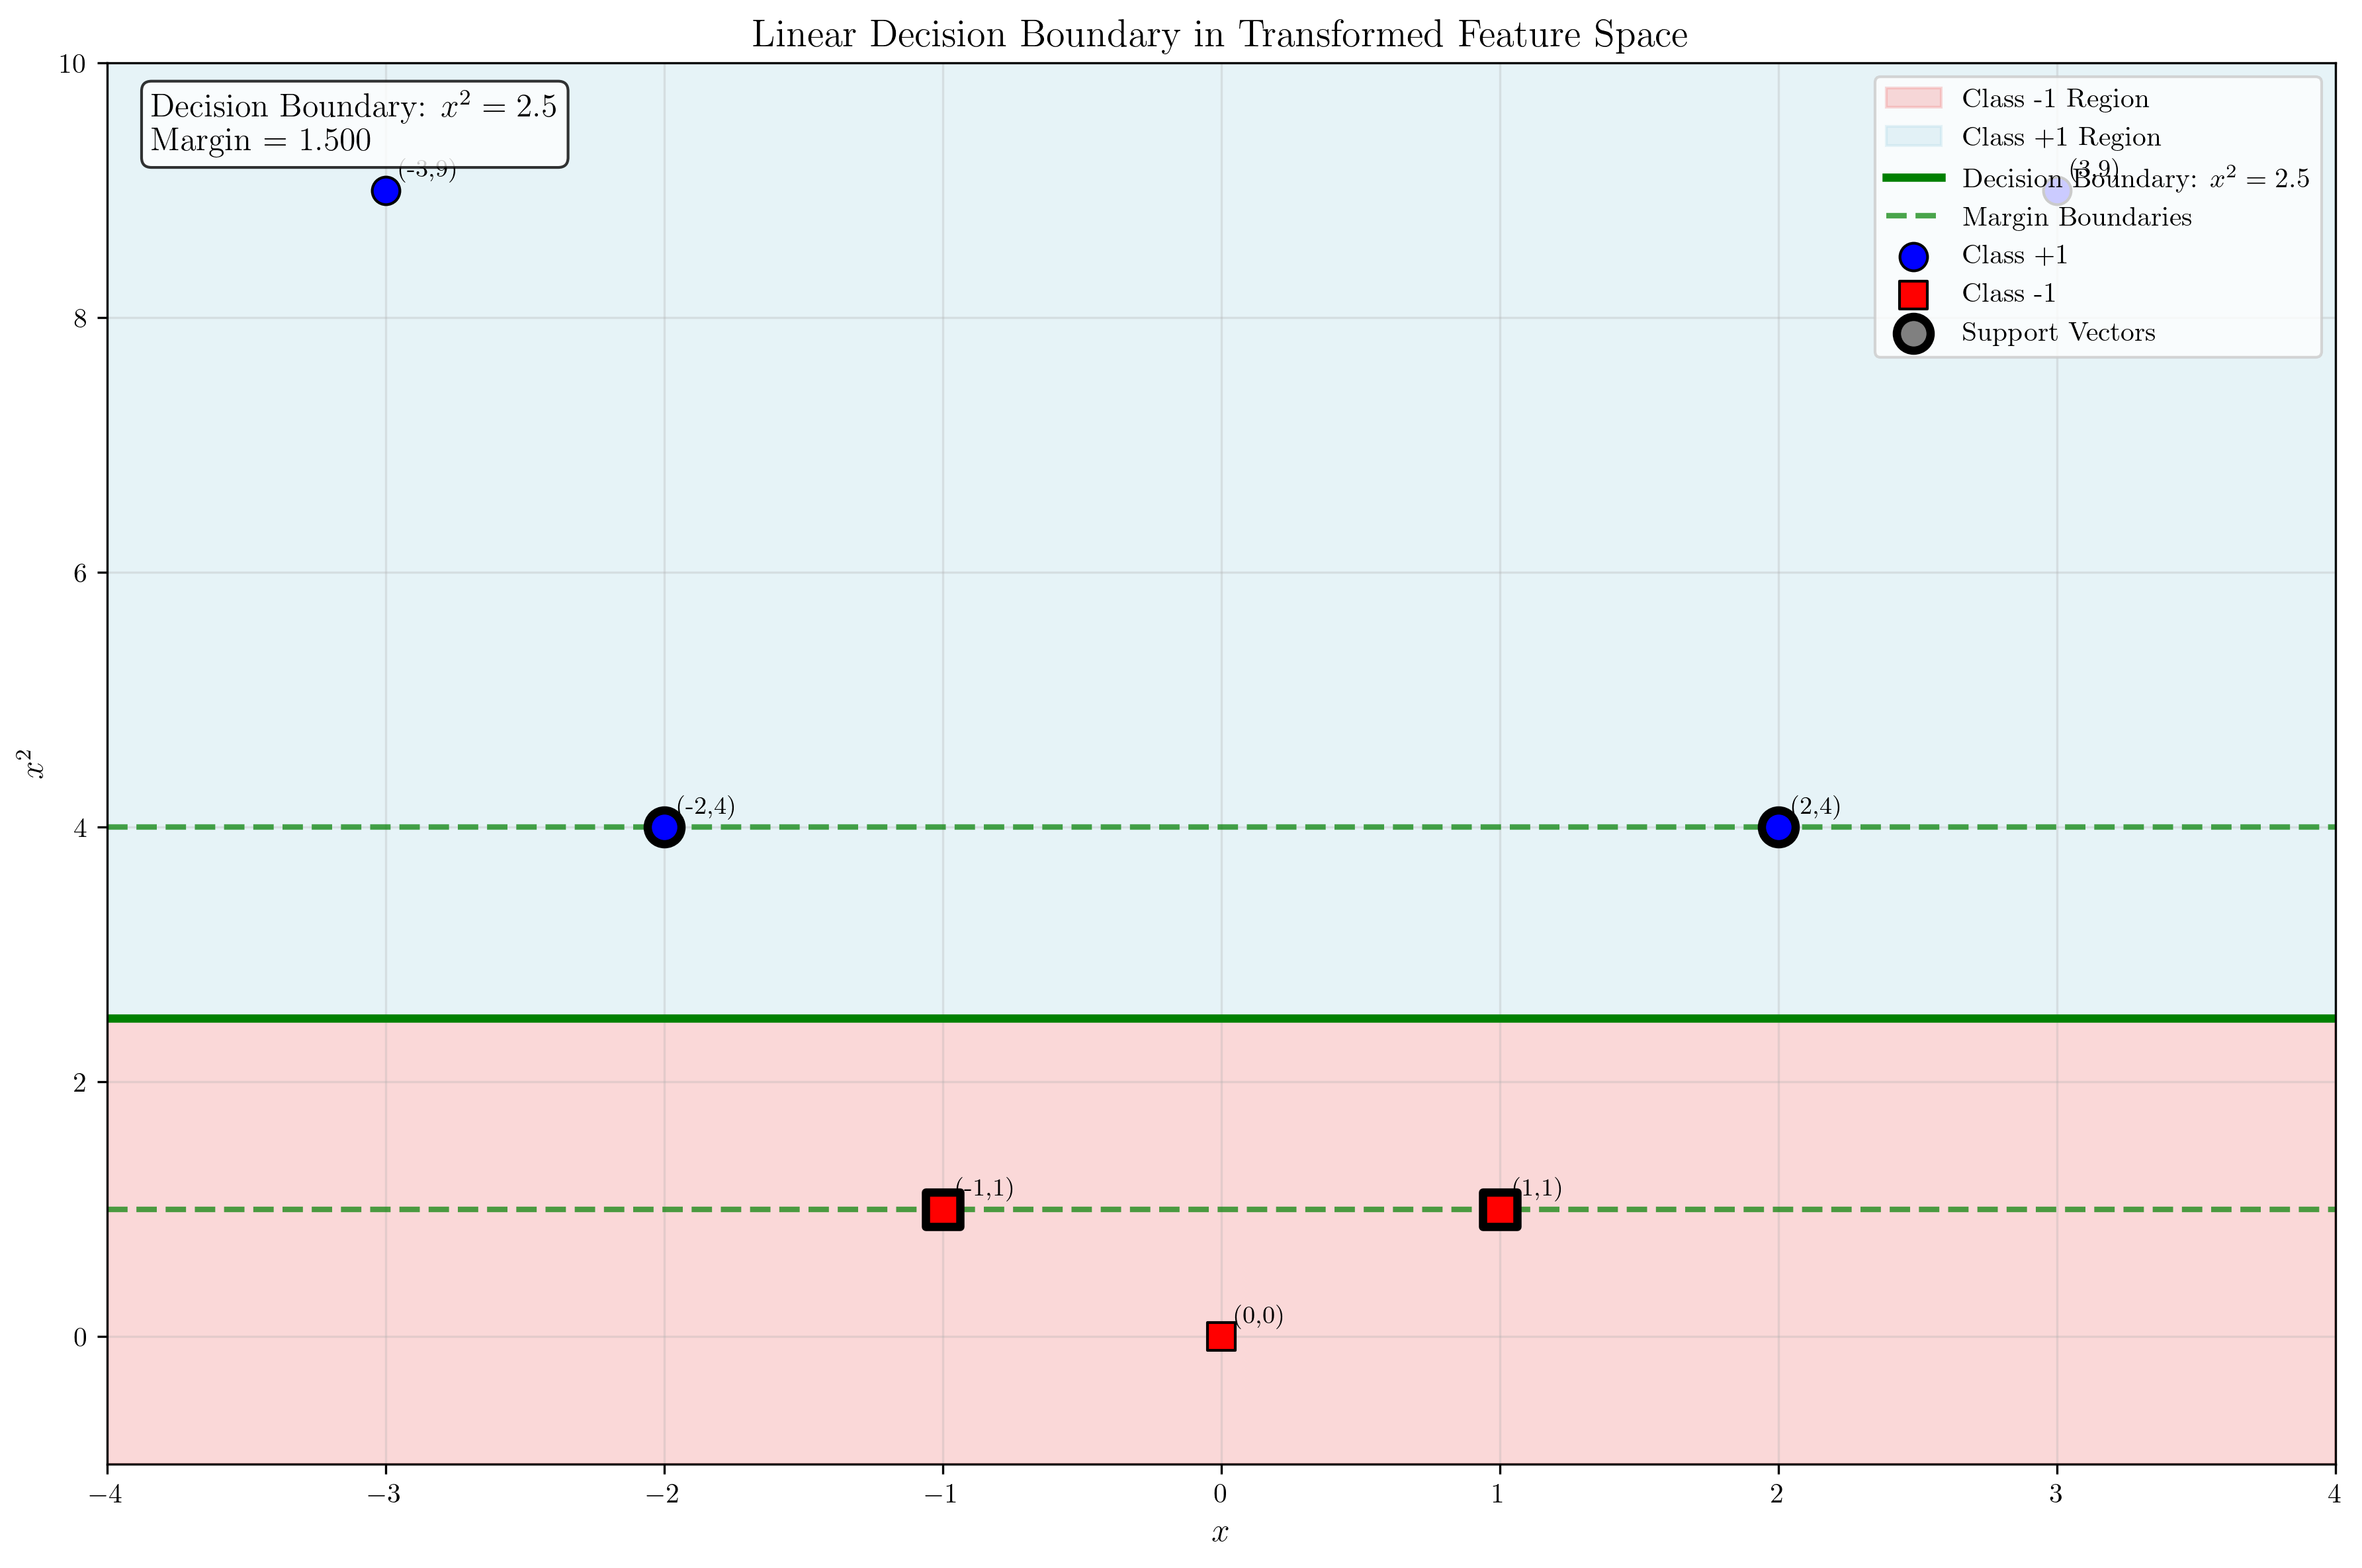 Linear Decision Boundary in Transformed Feature Space
10
8
6
4
2
0
x²
Decision Boundary: x² = 2.5
Margin = 1.500
(-3,9)
(3,9)
Class -1 Region
Class +1 Region
Decision Boundary: x² = 2.5
Margin Boundaries
Class +1
Class -1
Support Vectors
(-2,4)
(2,4)
(-1,1)
(1,1)
(0,0)
−4
−3
−2
−1
0
1
2
3
4
x